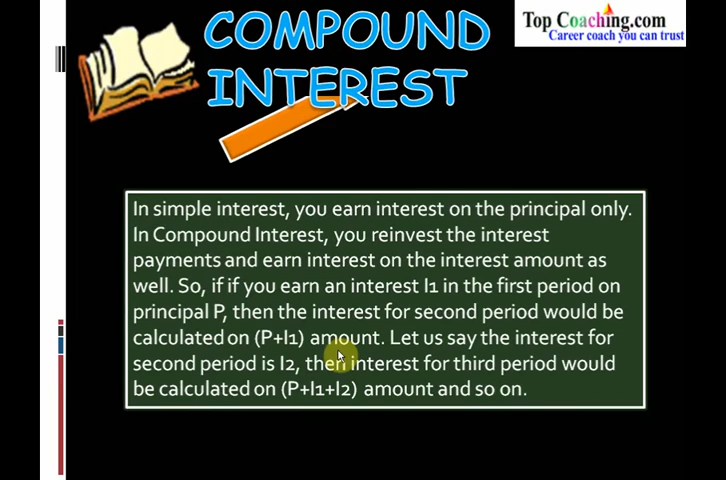 COMPOUND
INTEREST
Top Coaching.com
Career coach you can trust
In simple interest, you earn interest on the principal only.
In Compound Interest, you reinvest the interest
payments and earn interest on the interest amount as
well. So, if if you earn an interest I1 in the first period on
principal P, then the interest for second period would be
calculated on (P+I1) amount. Let us say the interest for
second period is I2, then interest for third period would
be calculated on (P+I1+I2) amount and so on.